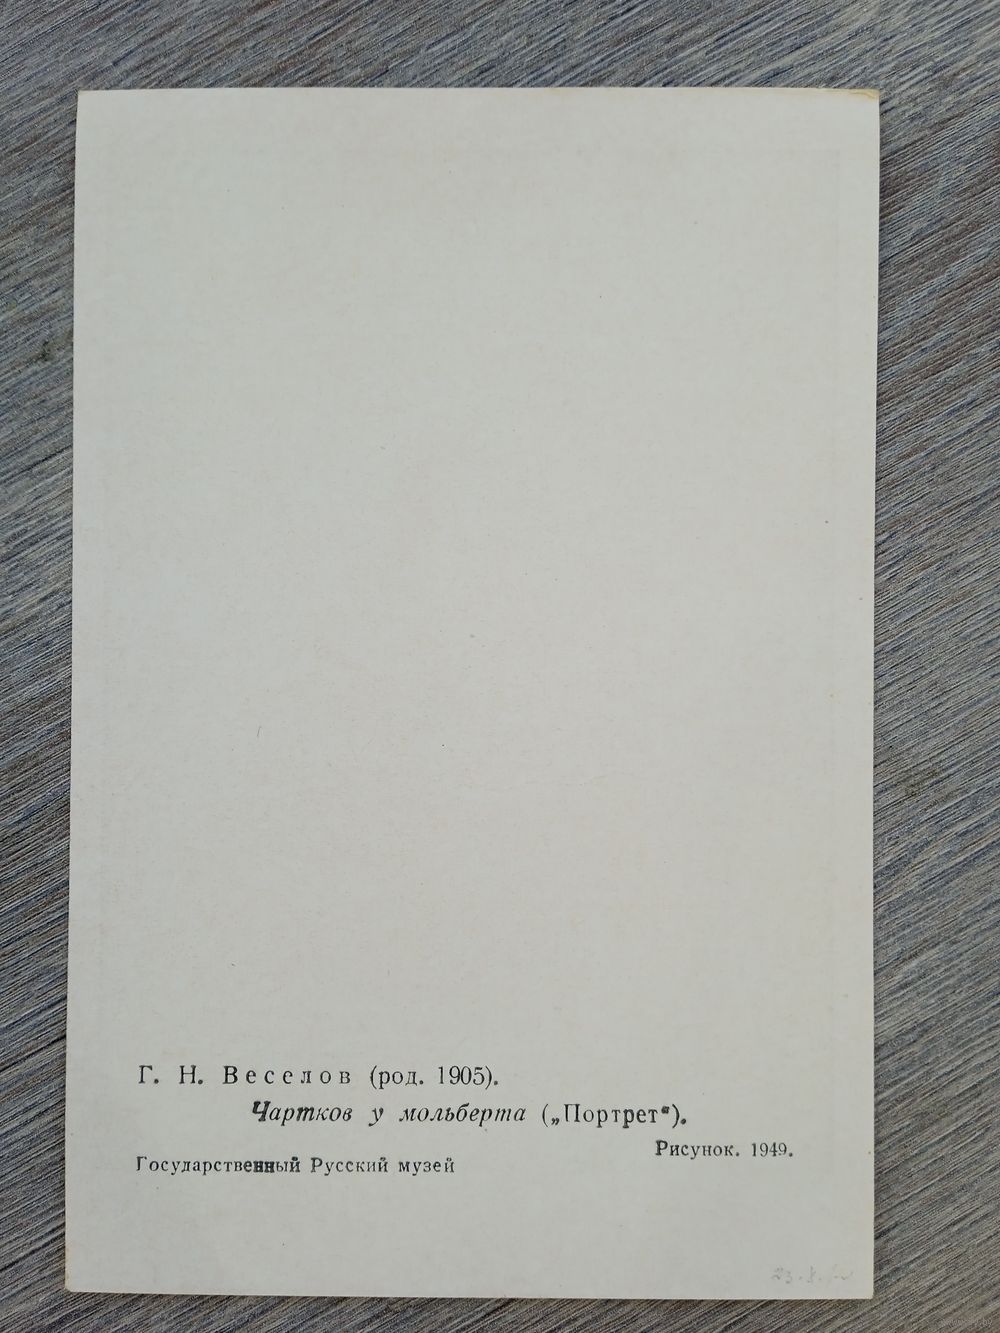 Г. Н. Веселов (род. 1905).
Чартков у мольберта („Портрет“).
Рисунок. 1949.
Государственный Русский музей